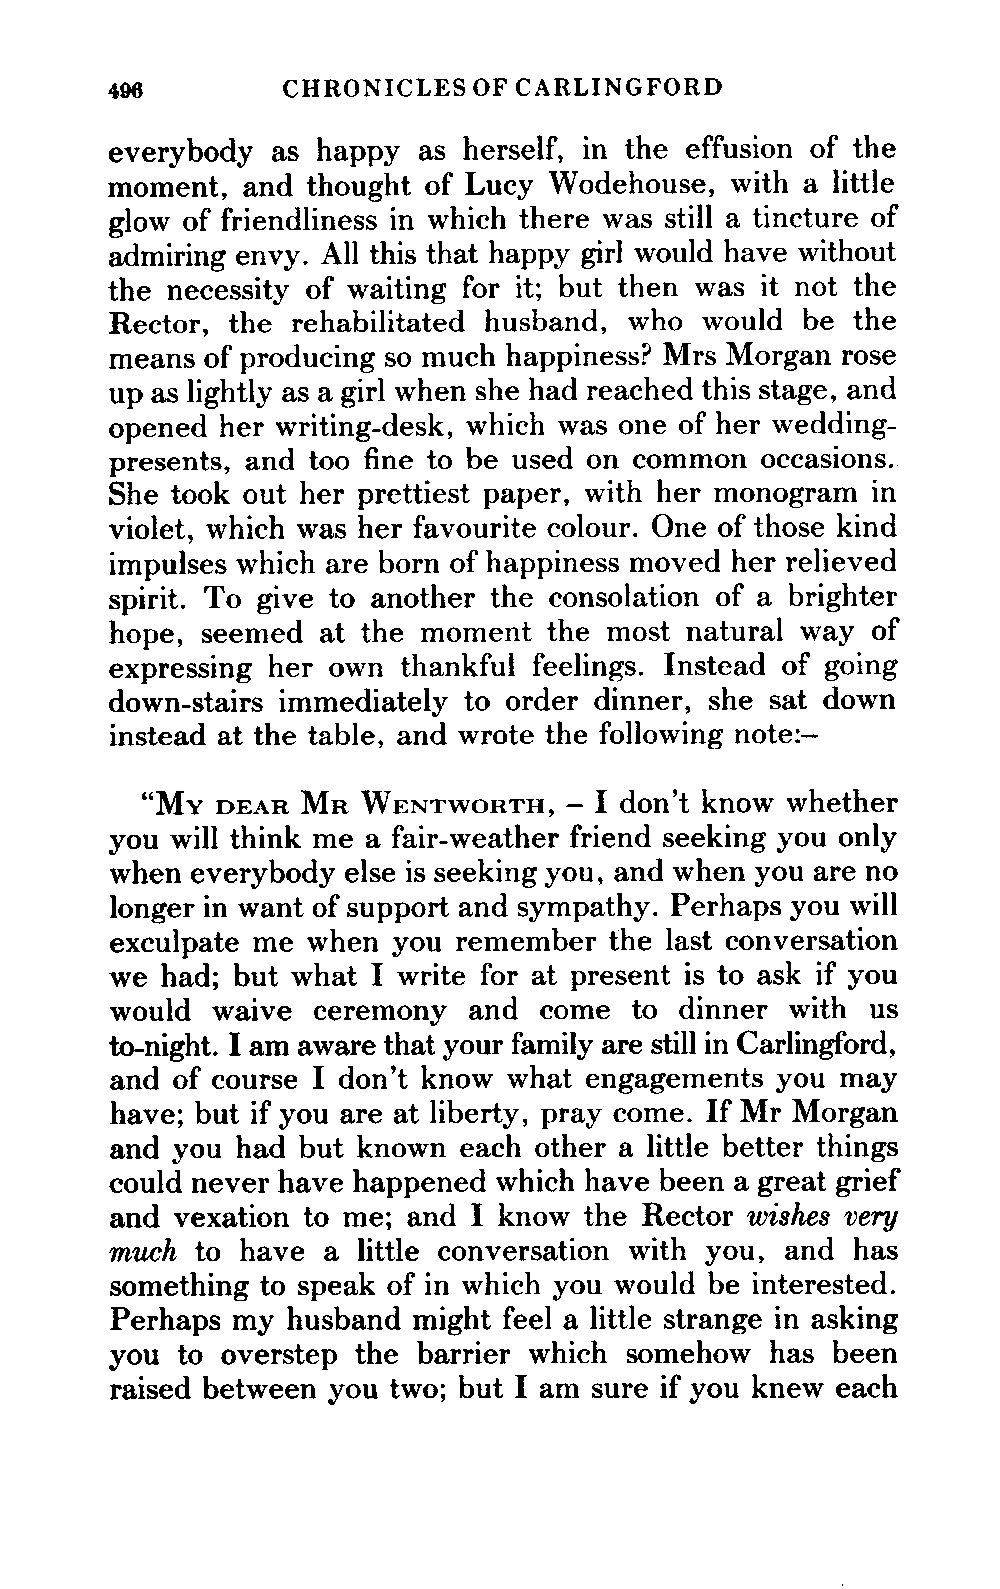 496 CHRONICLES OF CARLINGFORD
everybody as happy as herself, in the effusion of the
moment, and thought of Lucy Wodehouse, with a little
glow of friendliness in which there was still a tincture of
admiring envy. All this that happy girl would have without
the necessity of waiting for it; but then was it not the
Rector, the rehabilitated husband, who would be the
means of producing so much happiness? Mrs Morgan rose
up as lightly as a girl when she had reached this stage, and
opened her writing-desk, which was one of her wedding-
presents, and too fine to be used on common occasions.
She took out her prettiest paper, with her monogram in
violet, which was her favourite colour. One of those kind
impulses which are born of happiness moved her relieved
spirit. To give to another the consolation of a brighter
hope, seemed at the moment the most natural way of
expressing her own thankful feelings. Instead of going
down-stairs immediately to order dinner, she sat down
instead at the table, and wrote the following note:–
“MY DEAR MR WENTWORTH, – I don’t know whether
you will think me a fair-weather friend seeking you only
when everybody else is seeking you, and when you are no
longer in want of support and sympathy. Perhaps you will
exculpate me when you remember the last conversation
we had; but what I write for at present is to ask if you
would waive ceremony and come to dinner with us
to-night. I am aware that your family are still in Carlingford,
and of course I don’t know what engagements you may
have; but if you are at liberty, pray come. If Mr Morgan
and you had but known each other a little better things
could never have happened which have been a great grief
and vexation to me; and I know the Rector wishes very
much to have a little conversation with you, and has
something to speak of in which you would be interested.
Perhaps my husband might feel a little strange in asking
you to overstep the barrier which somehow has been
raised between you two; but I am sure if you knew each